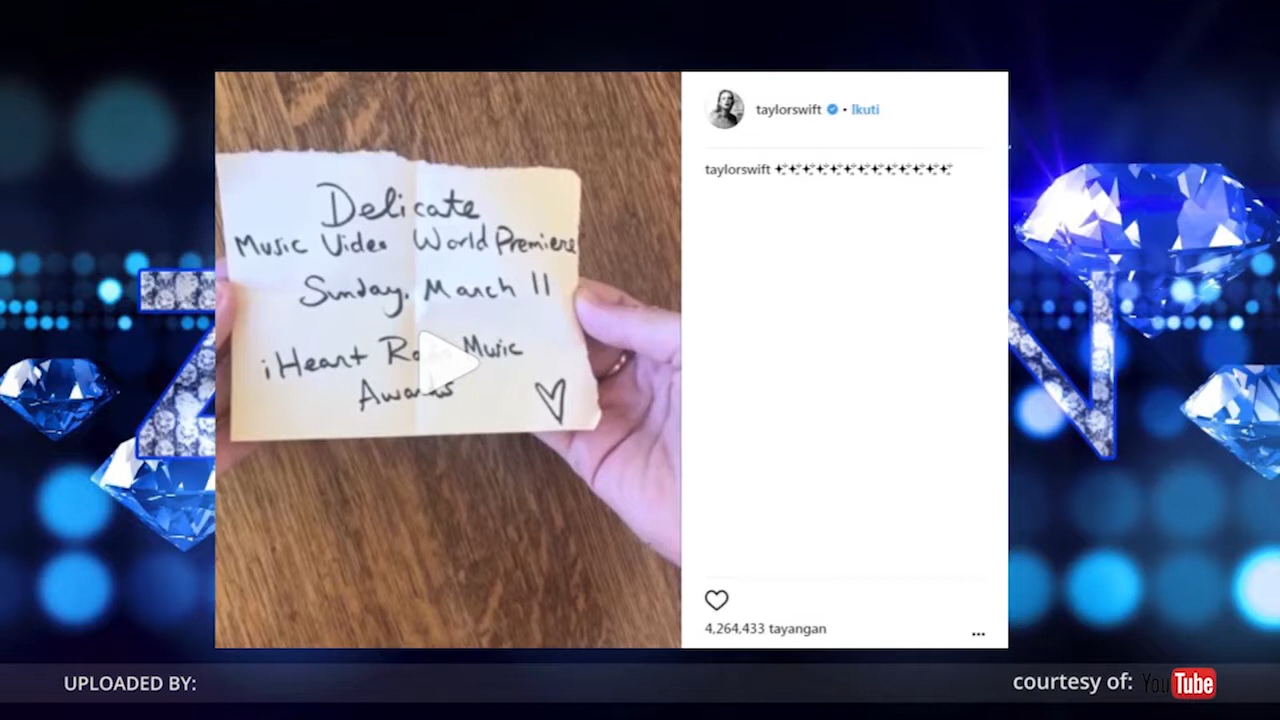 Delicate
Music Video World Premiere
Sunday, March 11
iHeart Radio Music
Awards
taylorswift • Ikuti
taylorswift ✨✨✨✨✨✨✨✨✨✨✨✨✨
4,264,433 tayangan
UPLOADED BY:
courtesy of: YouTube